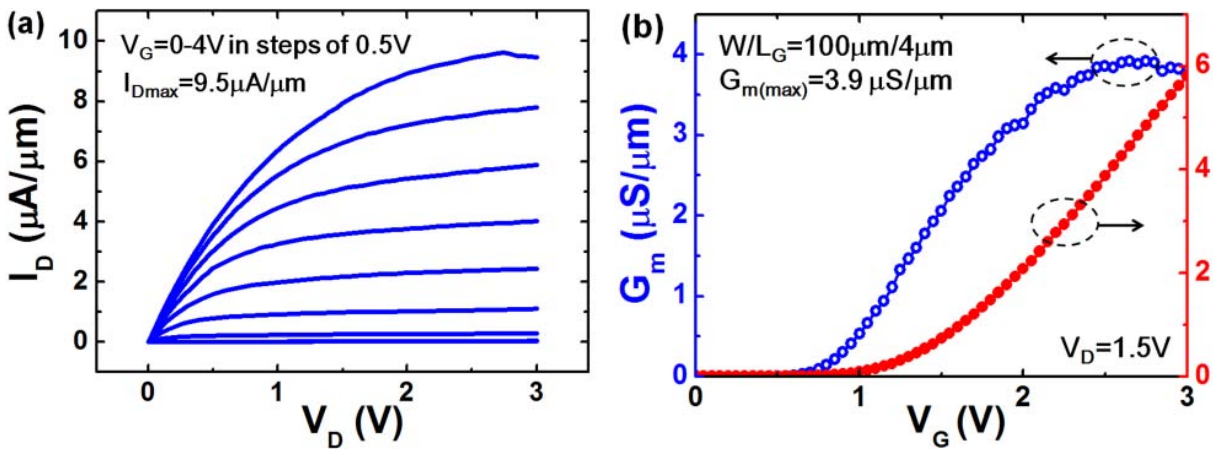 (a)
V_G=0-4V in steps of 0.5V
I_Dmax=9.5μA/μm
I_D (μA/μm)
10
8
6
4
2
0
0 1 2 3
V_D (V)
(b)
W/L_G=100μm/4μm
G_m(max)=3.9 μS/μm
G_m (μS/μm)
4
3
2
1
0
6
4
2
0
V_D=1.5V
0 1 2 3
V_G (V)